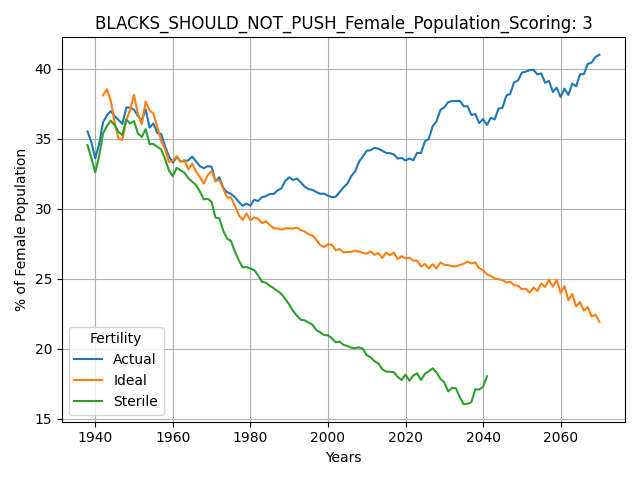 BLACKS_SHOULD_NOT_PUSH_Female_Population_Scoring: 3
% of Female Population
40
35
30
25
20
15
Fertility
Actual
Ideal
Sterile
1940 1960 1980 2000 2020 2040 2060
Years